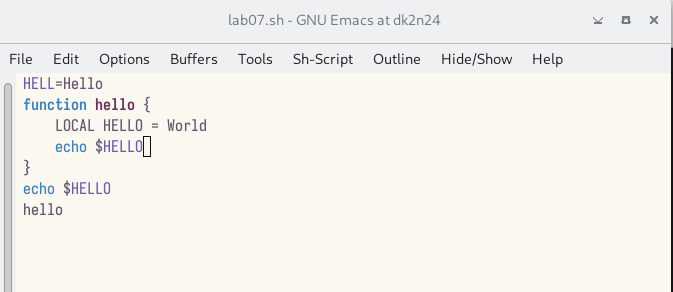 lab07.sh - GNU Emacs at dk2n24
File Edit Options Buffers Tools Sh-Script Outline Hide/Show Help
HELL=Hello
function hello {
    LOCAL HELLO = World
    echo $HELLO
}
echo $HELLO
hello